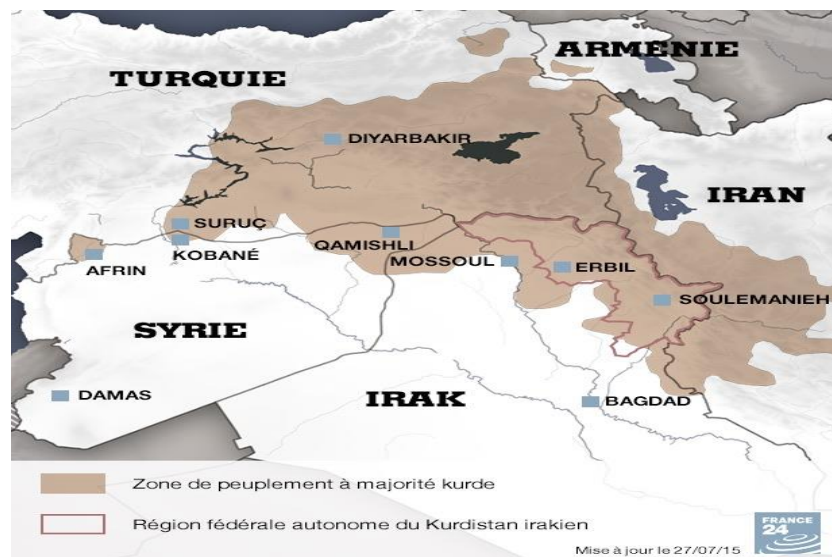 ARMÉNIE
TURQUIE
DIYARBAKIR
IRAN
SURUÇ
QAMISHLI
KOBANÉ
MOSSOUL
ERBIL
AFRIN
SOULEMANIEH
SYRIE
DAMAS
IRAK
BAGDAD
Zone de peuplement à majorité kurde
Région fédérale autonome du Kurdistan irakien
Mise à jour le 27/07/15
FRANCE
24